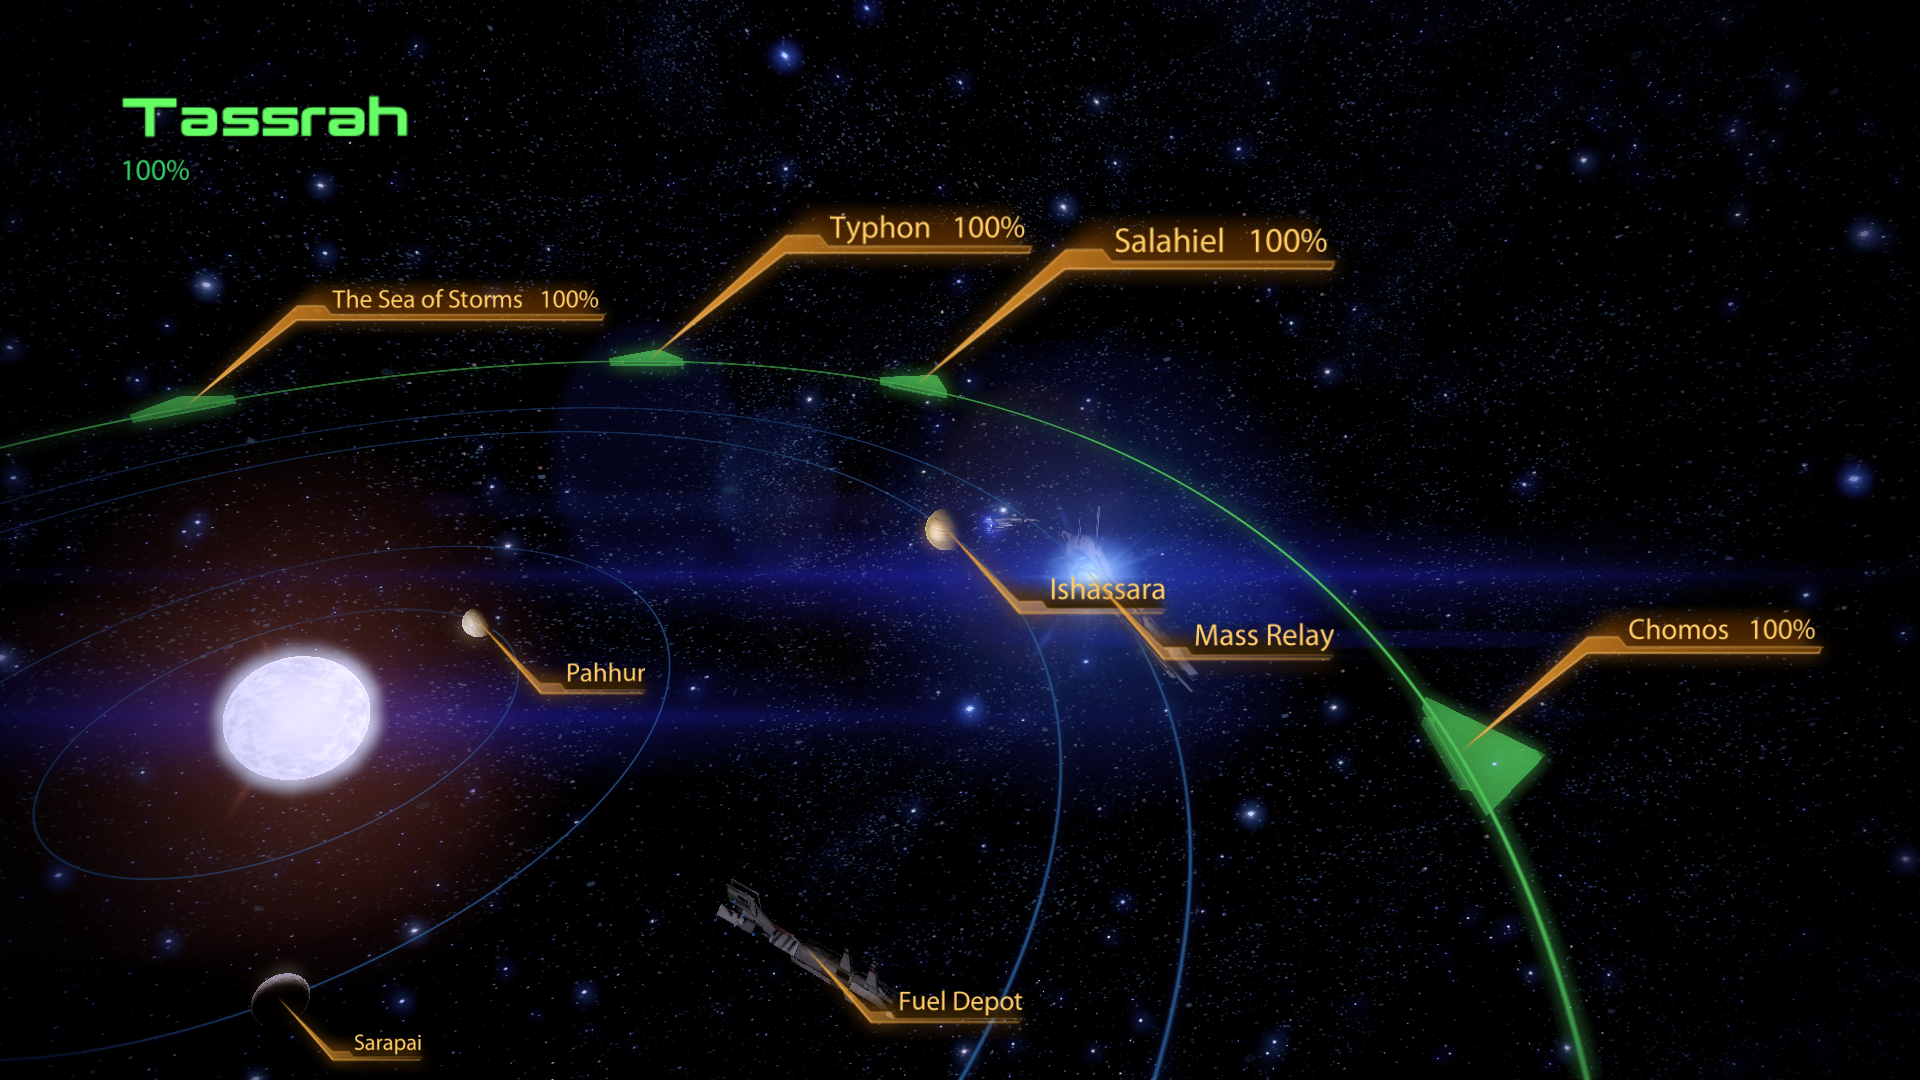 Tassrah
100%
Typhon 100%
Salahiel 100%
The Sea of Storms 100%
Ishassara
Mass Relay
Chomos 100%
Pahhur
Fuel Depot
Sarapai